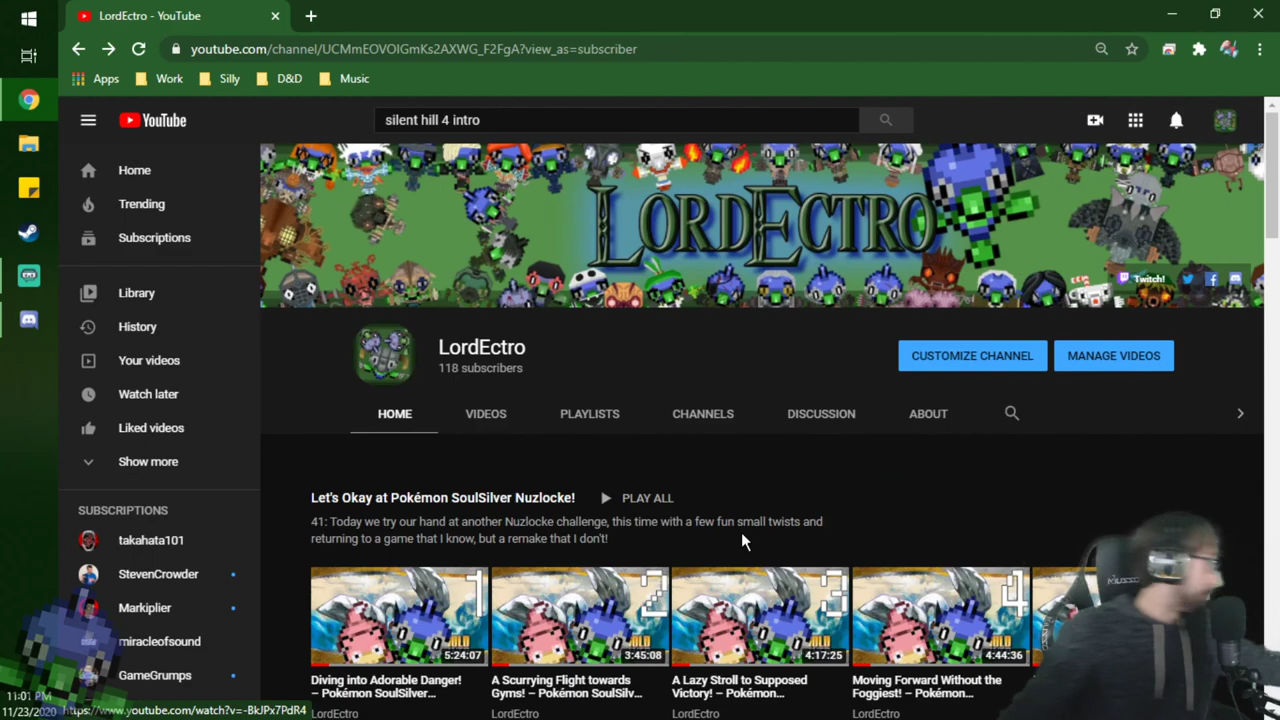 LordEctro - YouTube
youtube.com/channel/UCMmEOVOIGmKs2AXWG_F2FgA?view_as=subscriber
Apps
Work
Silly
D&D
Music
YouTube
silent hill 4 intro
Home
Trending
Subscriptions
Library
History
Your videos
Watch later
Liked videos
Show more
SUBSCRIPTIONS
takahata101
StevenCrowder
Markiplier
miracleofsound
GameGrumps
LORDECTRO
Twitch!
LordEctro
118 subscribers
CUSTOMIZE CHANNEL
MANAGE VIDEOS
HOME
VIDEOS
PLAYLISTS
CHANNELS
DISCUSSION
ABOUT
Let's Okay at Pokémon SoulSilver Nuzlocke!
PLAY ALL
41: Today we try our hand at another Nuzlocke challenge, this time with a few fun small twists and
returning to a game that I know, but a remake that I don't!
1
5:24:07
2
3:45:08
3
4:17:25
4
4:44:36
Diving into Adorable Danger!
– Pokémon SoulSilver...
LordEctro
A Scurrying Flight towards
Gyms! – Pokémon SoulSilv...
LordEctro
A Lazy Stroll to Supposed
Victory! – Pokémon...
LordEctro
Moving Forward Without the
Foggiest! – Pokémon...
LordEctro
11:01 PM
11/23/2020
https://www.youtube.com/watch?v=-BkJPx7PdR4